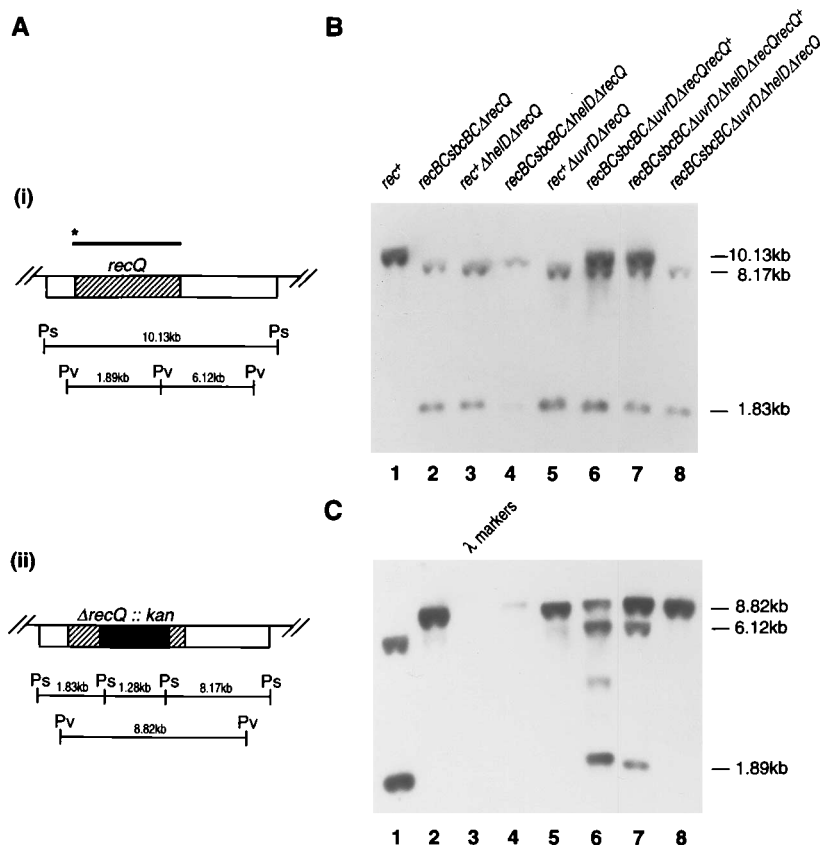 A
(i)
*
recQ
Ps
Ps
10.13kb
Pv
Pv
Pv
1.89kb
6.12kb
(ii)
ΔrecQ :: kan
Ps
Ps
Ps
Ps
1.83kb
1.28kb
8.17kb
Pv
Pv
8.82kb
B
rec+
recBCsbcBCΔrecQ
rec+ΔhelDΔrecQ
recBCsbcBCΔhelDΔrecQ
rec+ΔuvrDΔrecQ
recBCsbcBCΔuvrDΔrecQrecQ+
recBCsbcBCΔuvrDΔhelDΔrecQrecQ+
recBCsbcBCΔuvrDΔhelDΔrecQ
10.13kb
8.17kb
1.83kb
1 2 3 4 5 6 7 8
C
λ markers
8.82kb
6.12kb
1.89kb
1 2 3 4 5 6 7 8